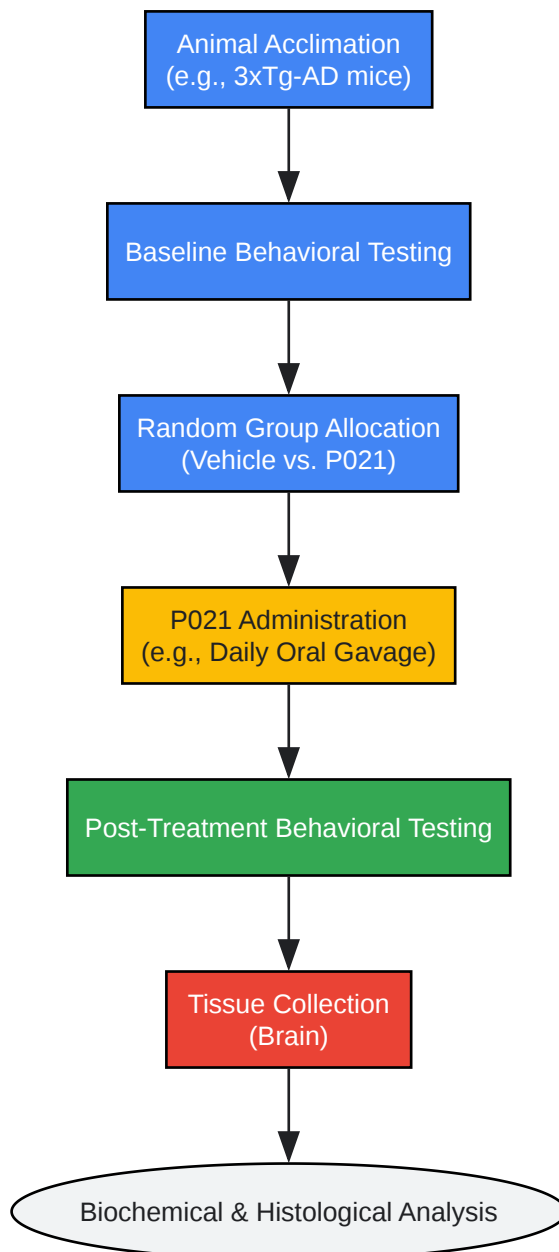 Animal Acclimation
(e.g., 3xTg-AD mice)
Baseline Behavioral Testing
Random Group Allocation
(Vehicle vs. P021)
P021 Administration
(e.g., Daily Oral Gavage)
Post-Treatment Behavioral Testing
Tissue Collection
(Brain)
Biochemical & Histological Analysis